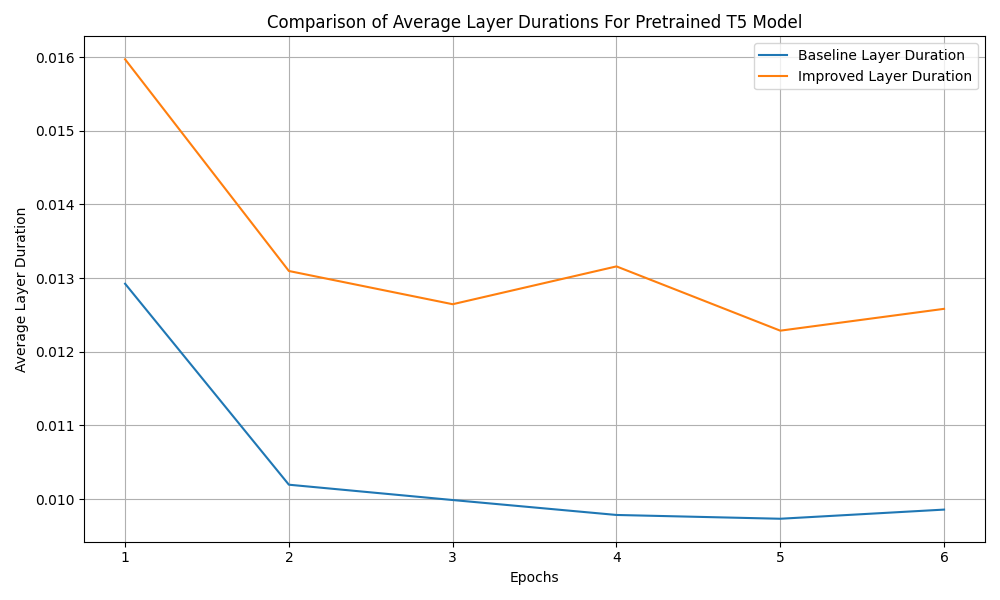 Comparison of Average Layer Durations For Pretrained T5 Model
Baseline Layer Duration
Improved Layer Duration
Average Layer Duration
0.016
0.015
0.014
0.013
0.012
0.011
0.010
1 2 3 4 5 6
Epochs